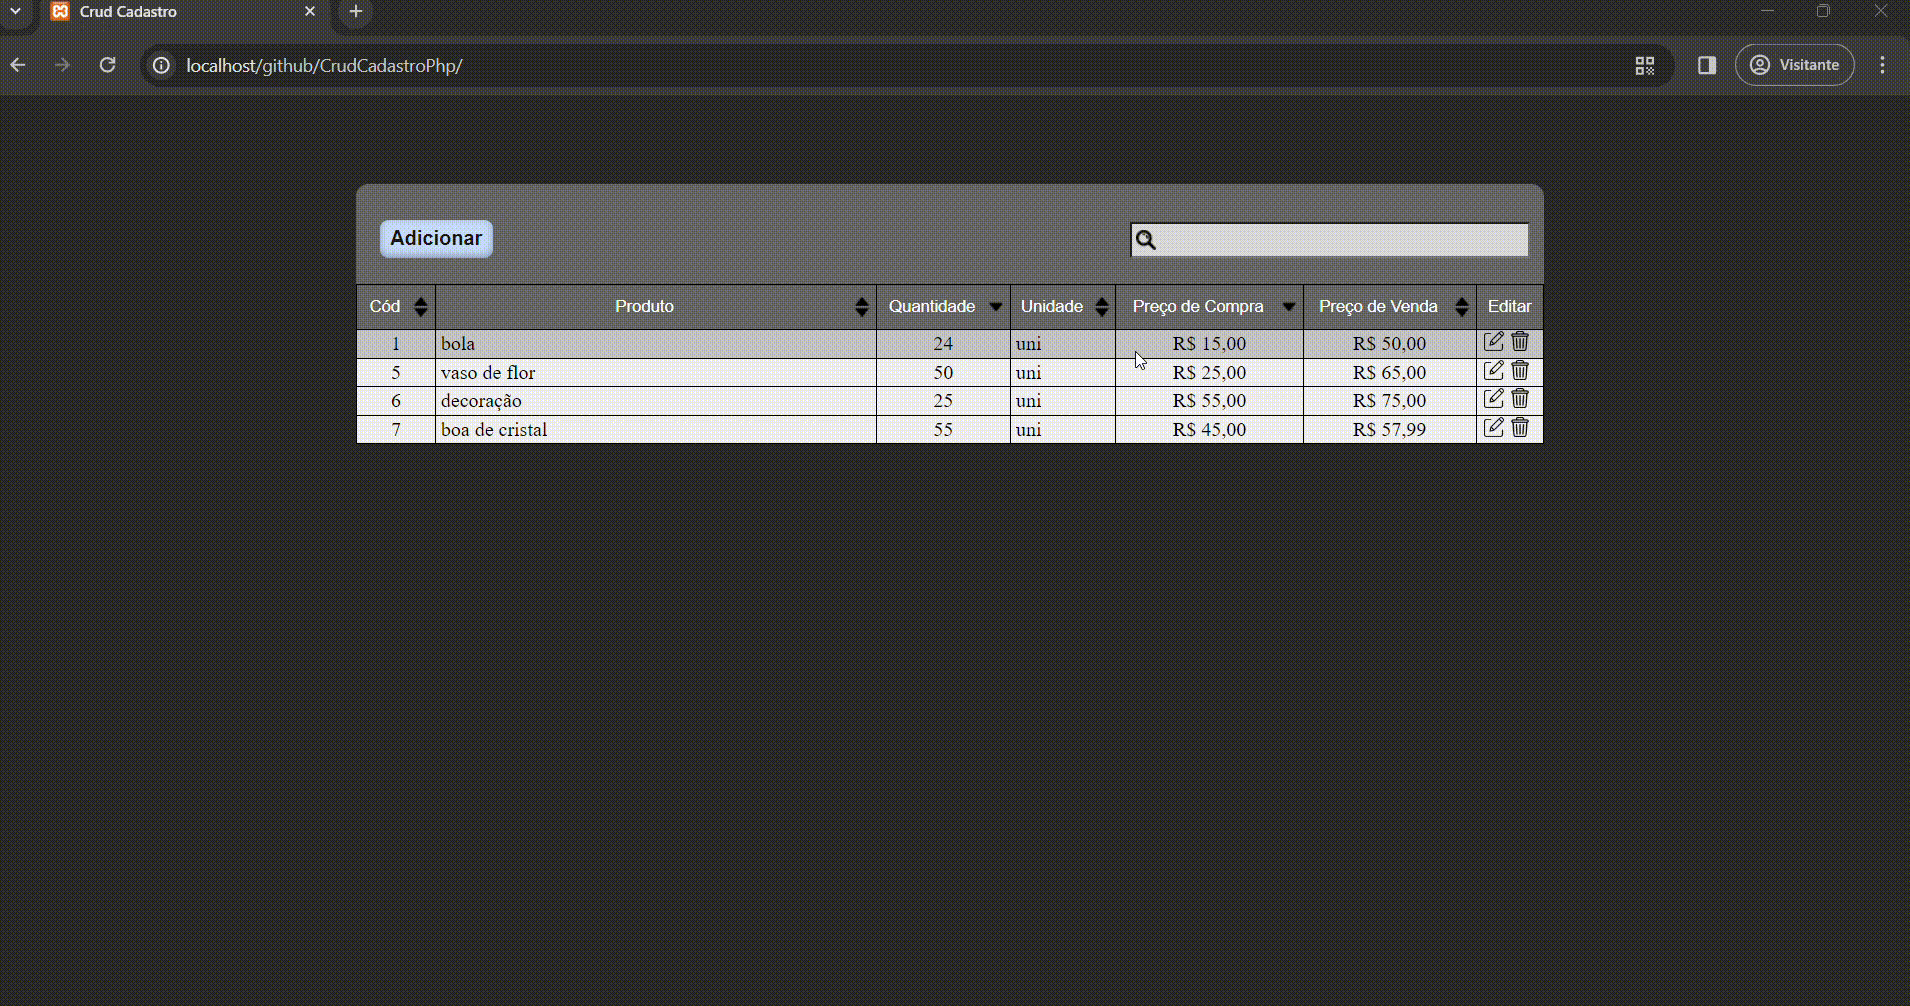 Crud Cadastro
localhost/github/CrudCadastroPhp/
Visitante
Adicionar
Cód Produto Quantidade Unidade Preço de Compra Preço de Venda Editar
1 bola 24 uni R$ 15,00 R$ 50,00
5 vaso de flor 50 uni R$ 25,00 R$ 65,00
6 decoração 25 uni R$ 55,00 R$ 75,00
7 boa de cristal 55 uni R$ 45,00 R$ 57,99